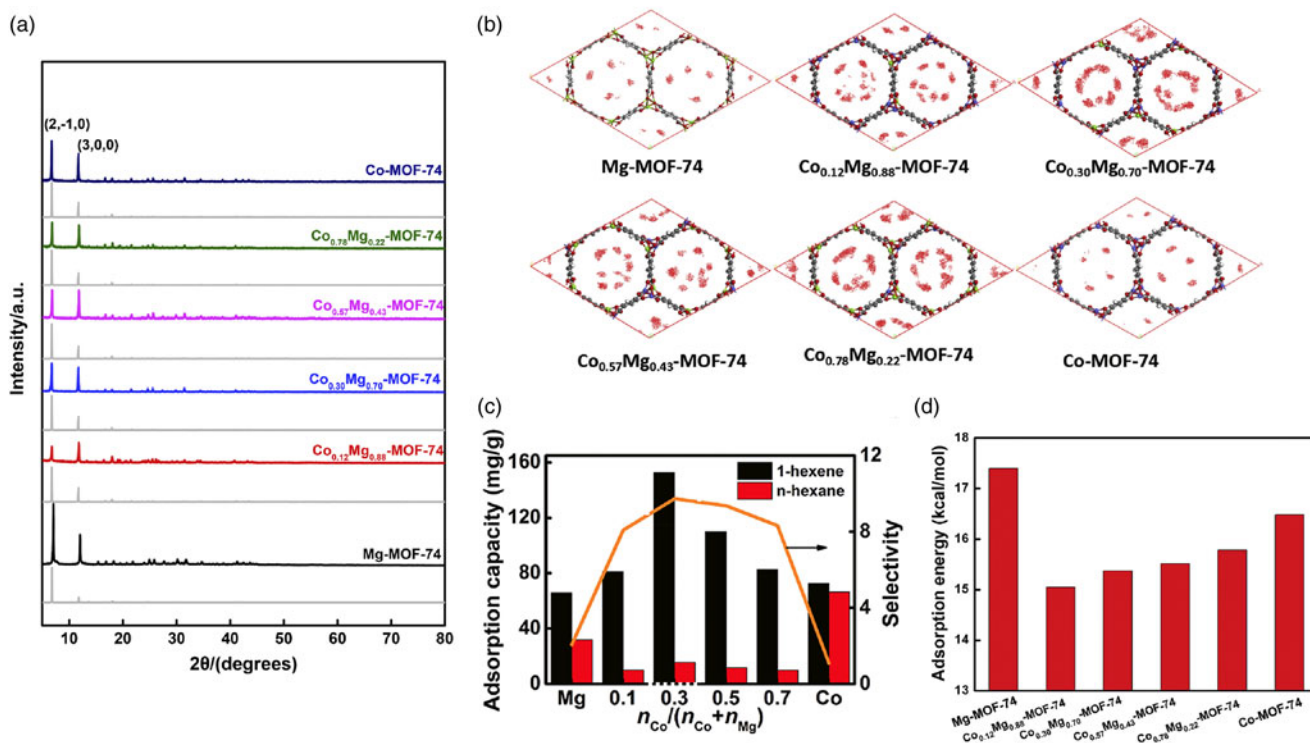 (a)
Intensity/a.u.
(2,-1,0)
(3,0,0)
Co-MOF-74
Co0.78Mg0.22-MOF-74
Co0.57Mg0.43-MOF-74
Co0.30Mg0.70-MOF-74
Co0.12Mg0.88-MOF-74
Mg-MOF-74
10 20 30 40 50 60 70 80
2θ/(degrees)
(b)
Mg-MOF-74 Co0.12Mg0.88-MOF-74 Co0.30Mg0.70-MOF-74
Co0.57Mg0.43-MOF-74 Co0.78Mg0.22-MOF-74 Co-MOF-74
(c)
Adsorption capacity (mg/g)
160
120
80
40
0
1-hexene
n-hexane
12
8
4
0
Selectivity
Mg 0.1 0.3 0.5 0.7 Co
nCo/(nCo+nMg)
(d)
Adsorption energy (kcal/mol)
18
17
16
15
14
13
Mg-MOF-74
Co0.12Mg0.88-MOF-74
Co0.30Mg0.70-MOF-74
Co0.57Mg0.43-MOF-74
Co0.78Mg0.22-MOF-74
Co-MOF-74